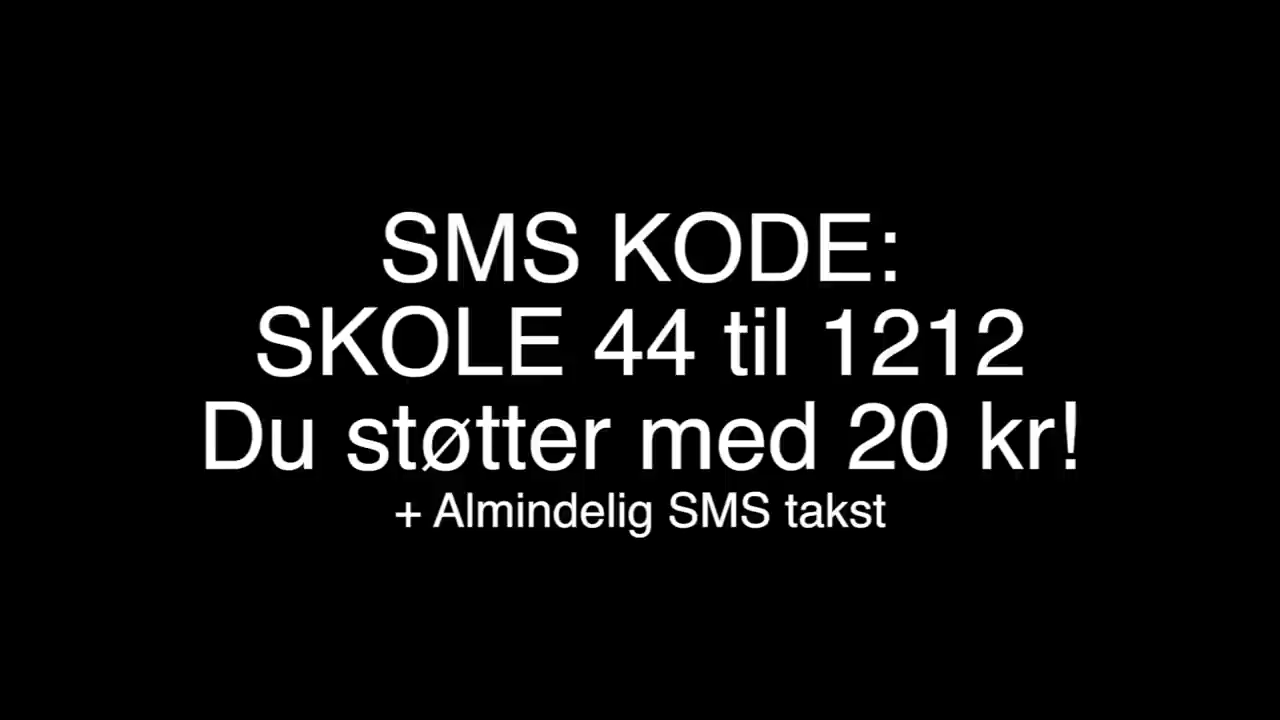 SMS KODE:
SKOLE 44 til 1212
Du støtter med 20 kr!
+ Almindelig SMS takst